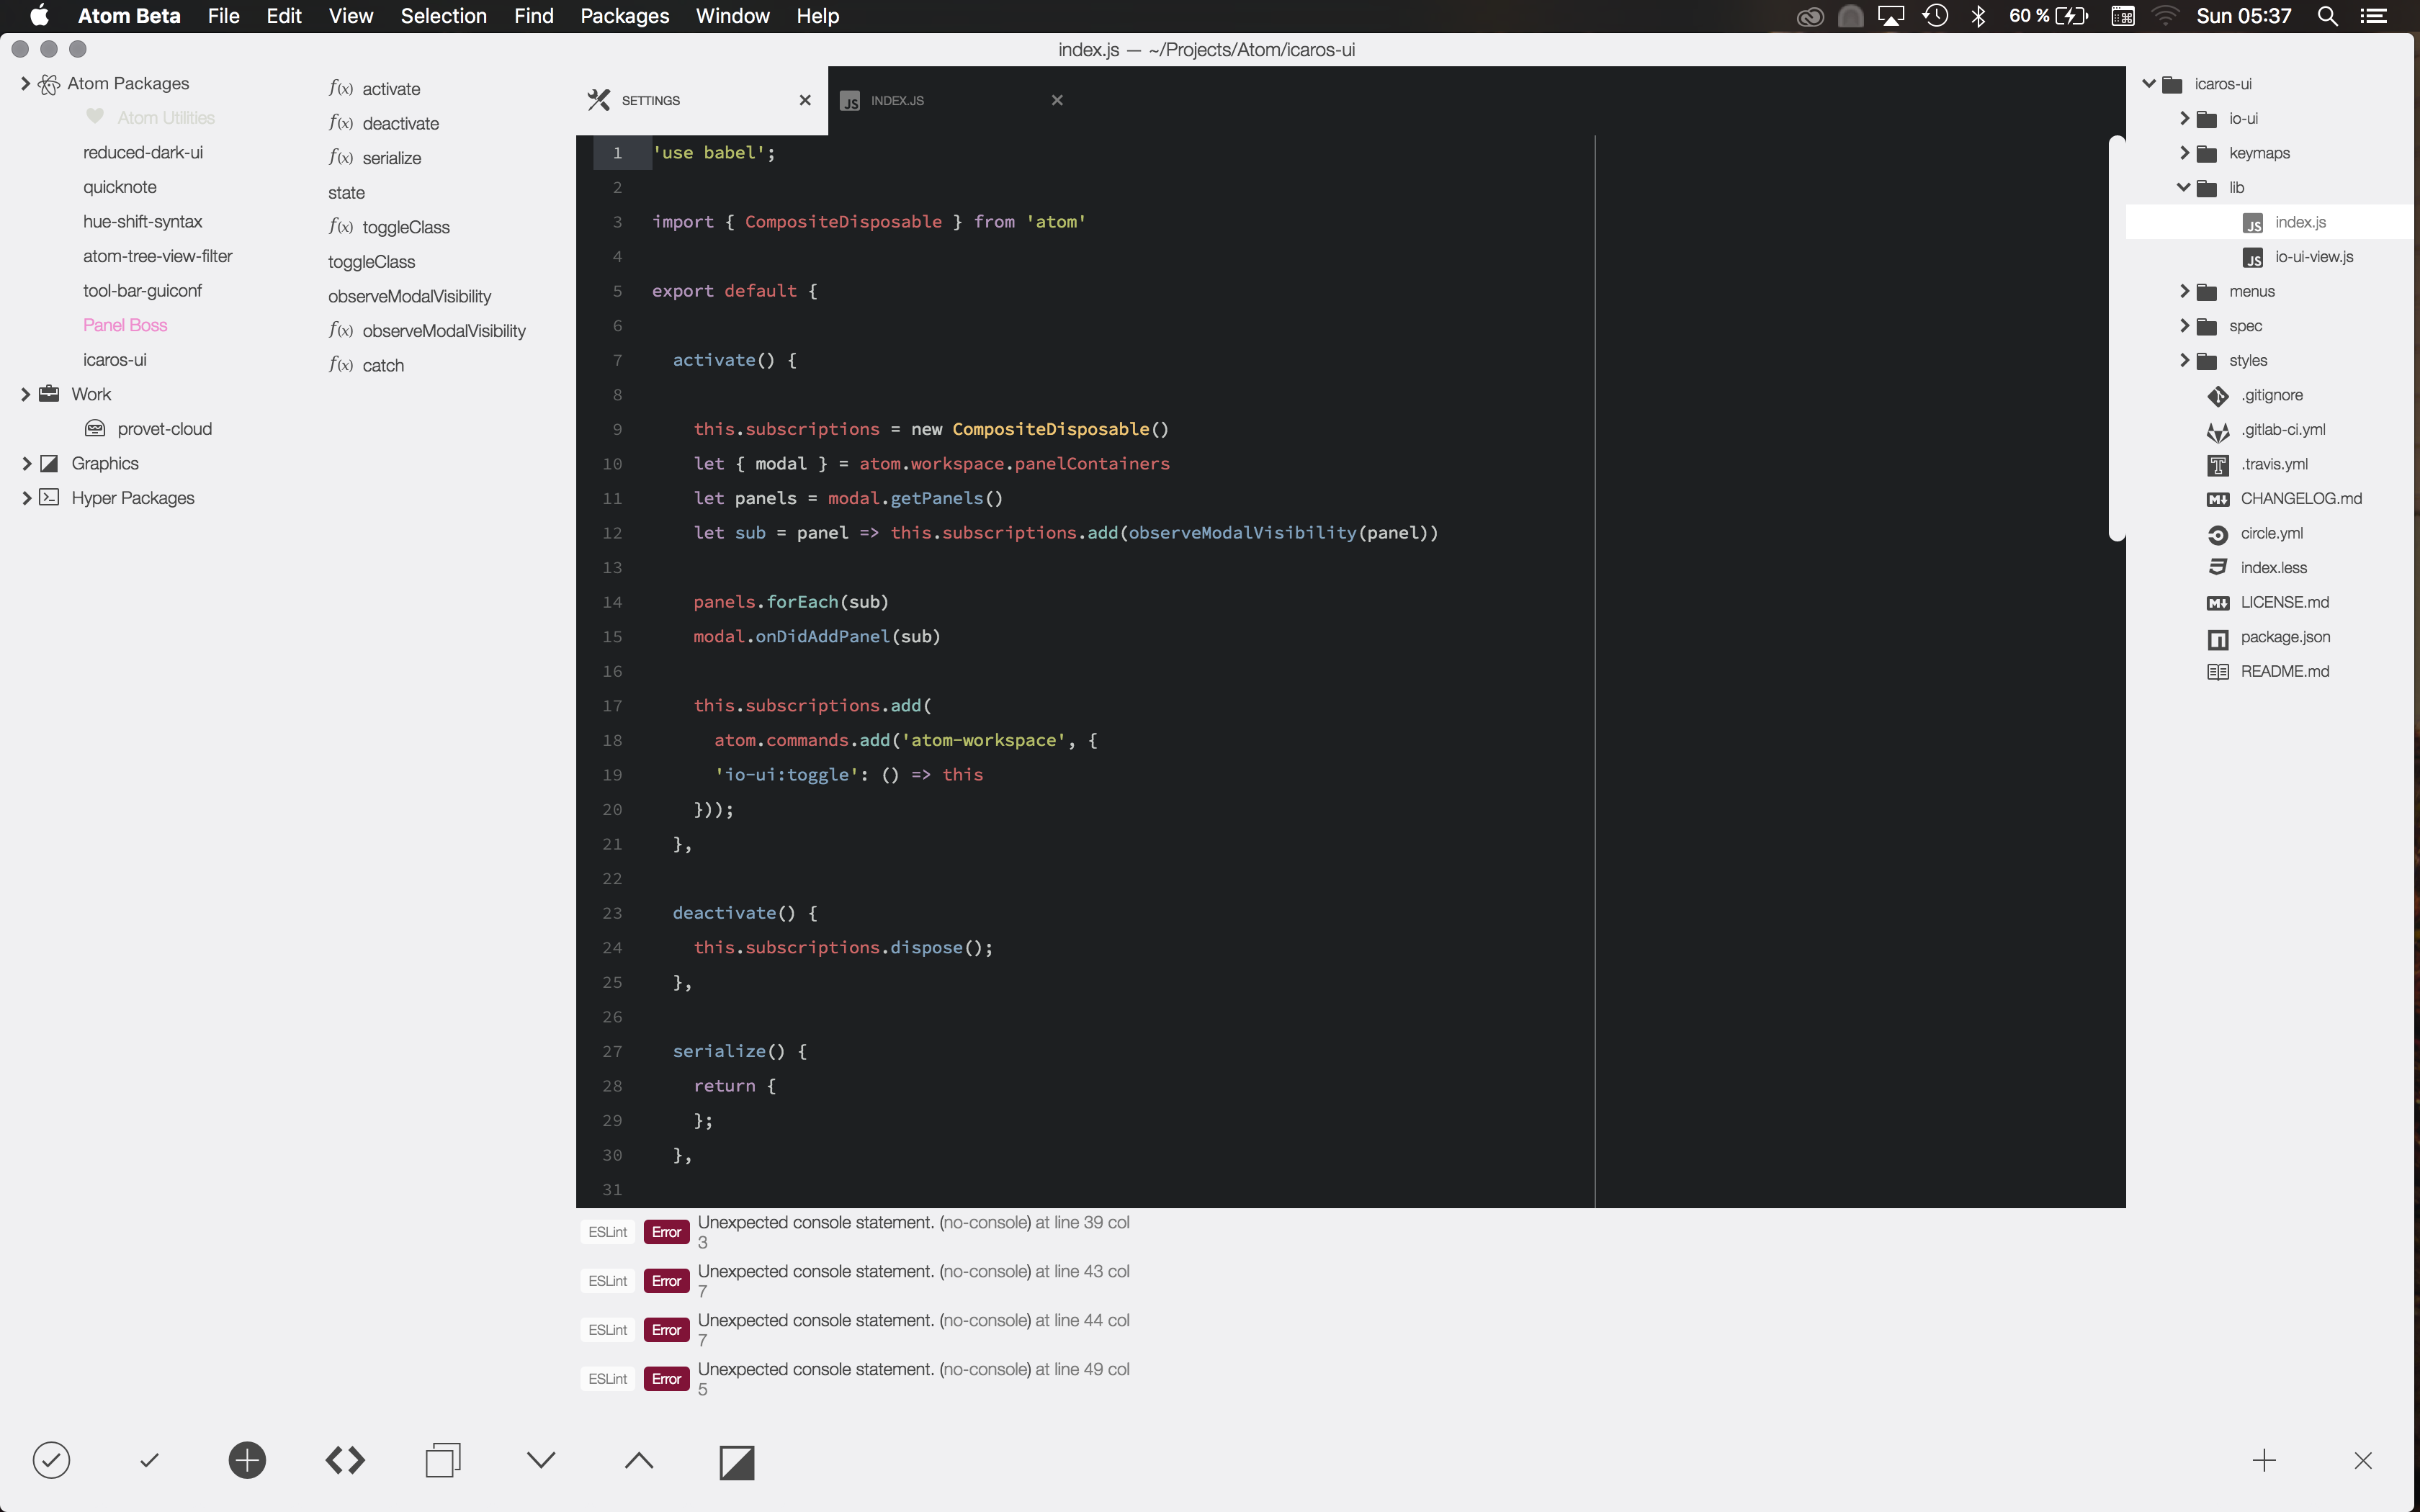 Atom Beta File Edit View Selection Find Packages Window Help 60 % Sun 05:37
index.js — ~/Projects/Atom/icaros-ui
Atom Packages
Atom Utilities
reduced-dark-ui
quicknote
hue-shift-syntax
atom-tree-view-filter
tool-bar-guiconf
Panel Boss
icaros-ui
Work
provet-cloud
Graphics
Hyper Packages
f(x) activate
f(x) deactivate
f(x) serialize
state
f(x) toggleClass
toggleClass
observeModalVisibility
f(x) observeModalVisibility
f(x) catch
SETTINGS
JS INDEX.JS
1 'use babel';
2
3 import { CompositeDisposable } from 'atom'
4
5 export default {
6
7 activate() {
8
9 this.subscriptions = new CompositeDisposable()
10 let { modal } = atom.workspace.panelContainers
11 let panels = modal.getPanels()
12 let sub = panel => this.subscriptions.add(observeModalVisibility(panel))
13
14 panels.forEach(sub)
15 modal.onDidAddPanel(sub)
16
17 this.subscriptions.add(
18 atom.commands.add('atom-workspace', {
19 'io-ui:toggle': () => this
20 }));
21 },
22
23 deactivate() {
24 this.subscriptions.dispose();
25 },
26
27 serialize() {
28 return {
29 };
30 },
31
ESLint Error Unexpected console statement. (no-console) at line 39 col
3
ESLint Error Unexpected console statement. (no-console) at line 43 col
7
ESLint Error Unexpected console statement. (no-console) at line 44 col
7
ESLint Error Unexpected console statement. (no-console) at line 49 col
5
icaros-ui
io-ui
keymaps
lib
JS index.js
JS io-ui-view.js
menus
spec
styles
.gitignore
.gitlab-ci.yml
.travis.yml
CHANGELOG.md
circle.yml
index.less
LICENSE.md
package.json
README.md